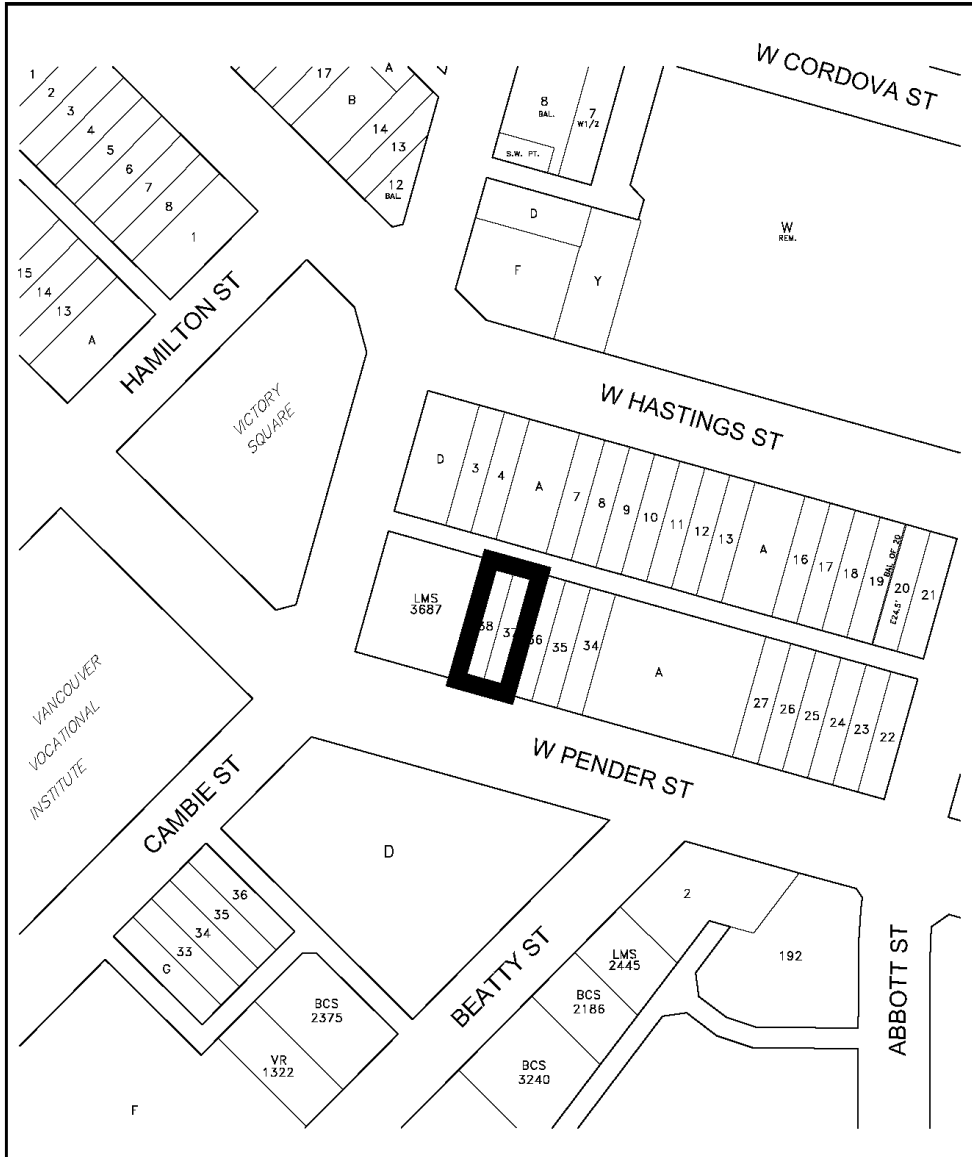 W CORDOVA ST
1
2
3
4
5
6
7
8
1
17
A
B
14
13
12
BAL.
8
BAL.
7
W1/2
S.W. PT.
D
F
Y
W
REM.
15
14
13
A
HAMILTON ST
VICTORY
SQUARE
W HASTINGS ST
D
3
4
A
7
8
9
10
11
12
13
A
16
17
18
19
BAL OF 20
E24.5'
20
21
LMS
3687
38
37
36
35
34
A
27
26
25
24
23
22
VANCOUVER
VOCATIONAL
INSTITUTE
W PENDER ST
CAMBIE ST
D
36
35
34
33
G
BCS
2375
VR
1322
F
BEATTY ST
2
192
LMS
2445
BCS
2186
BCS
3240
ABBOTT ST